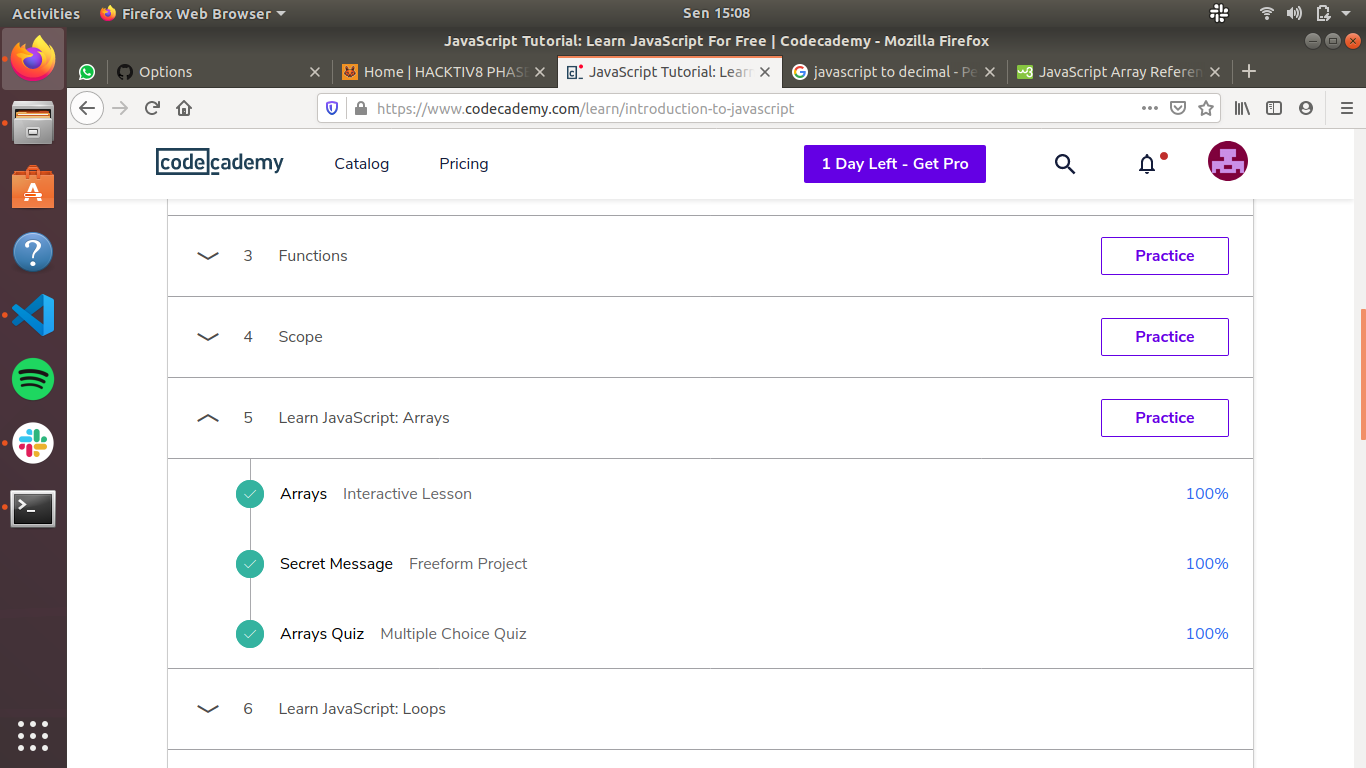 Activities Firefox Web Browser Sen 15:08
JavaScript Tutorial: Learn JavaScript For Free | Codecademy - Mozilla Firefox
Options Home | HACKTIV8 PHAS JavaScript Tutorial: Lear javascript to decimal - Pe JavaScript Array Referen
https://www.codecademy.com/learn/introduction-to-javascript
codecademy Catalog Pricing 1 Day Left - Get Pro
3 Functions Practice
4 Scope Practice
5 Learn JavaScript: Arrays Practice
Arrays Interactive Lesson 100%
Secret Message Freeform Project 100%
Arrays Quiz Multiple Choice Quiz 100%
6 Learn JavaScript: Loops